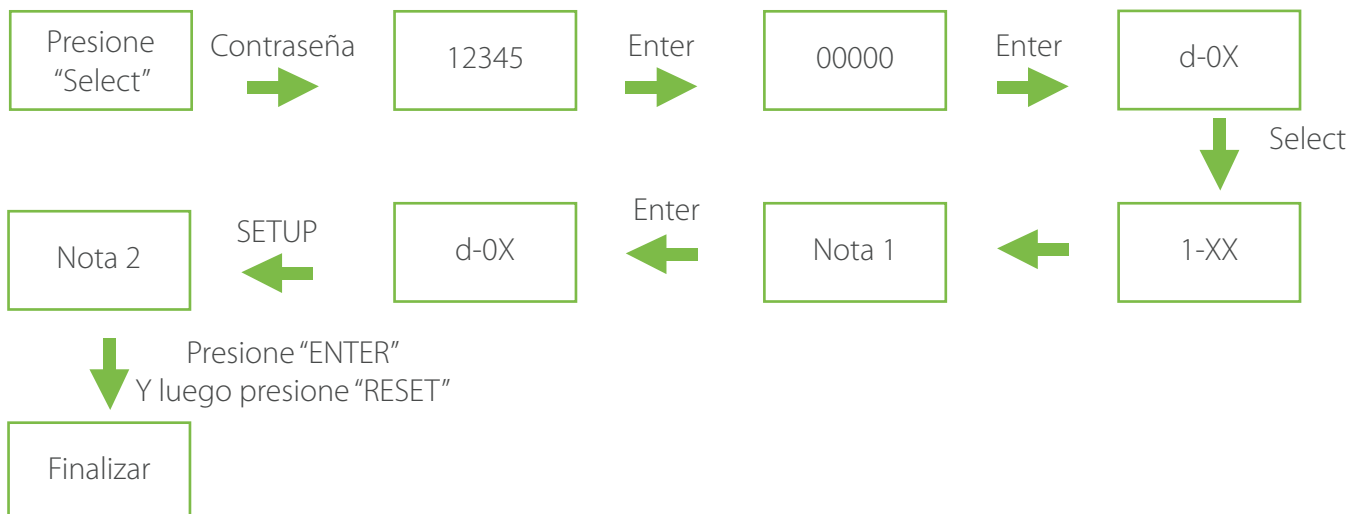 Presione
“Select”
Contraseña
12345
Enter
00000
Enter
d-0X
Select
1-XX
Nota 1
Enter
d-0X
SETUP
Nota 2
Presione “ENTER”
Y luego presione “RESET”
Finalizar